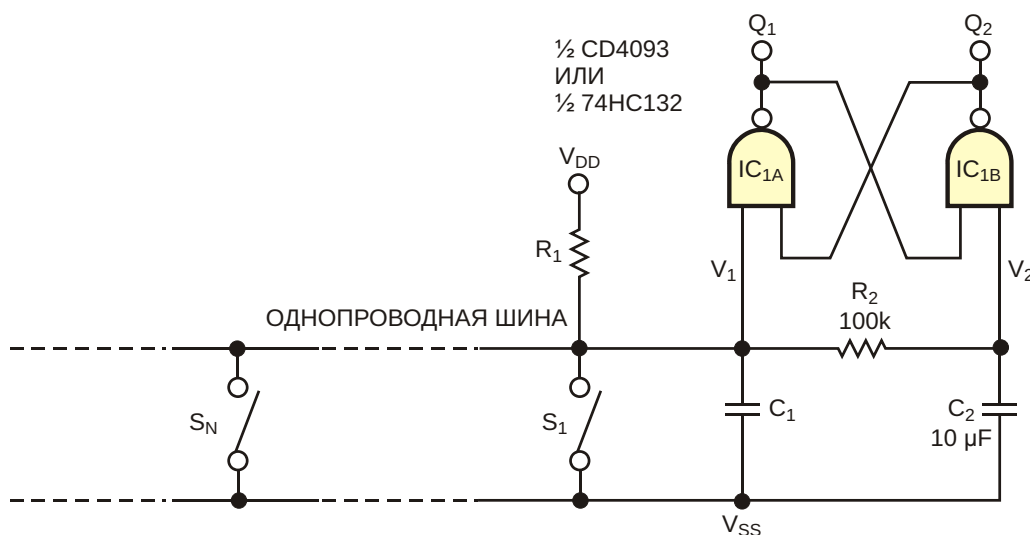 Q1
Q2
½ CD4093
ИЛИ
½ 74HC132
VDD
IC1A
IC1B
R1
V1
V2
R2
100k
ОДНОПРОВОДНАЯ ШИНА
SN
S1
C1
C2
10 µF
VSS